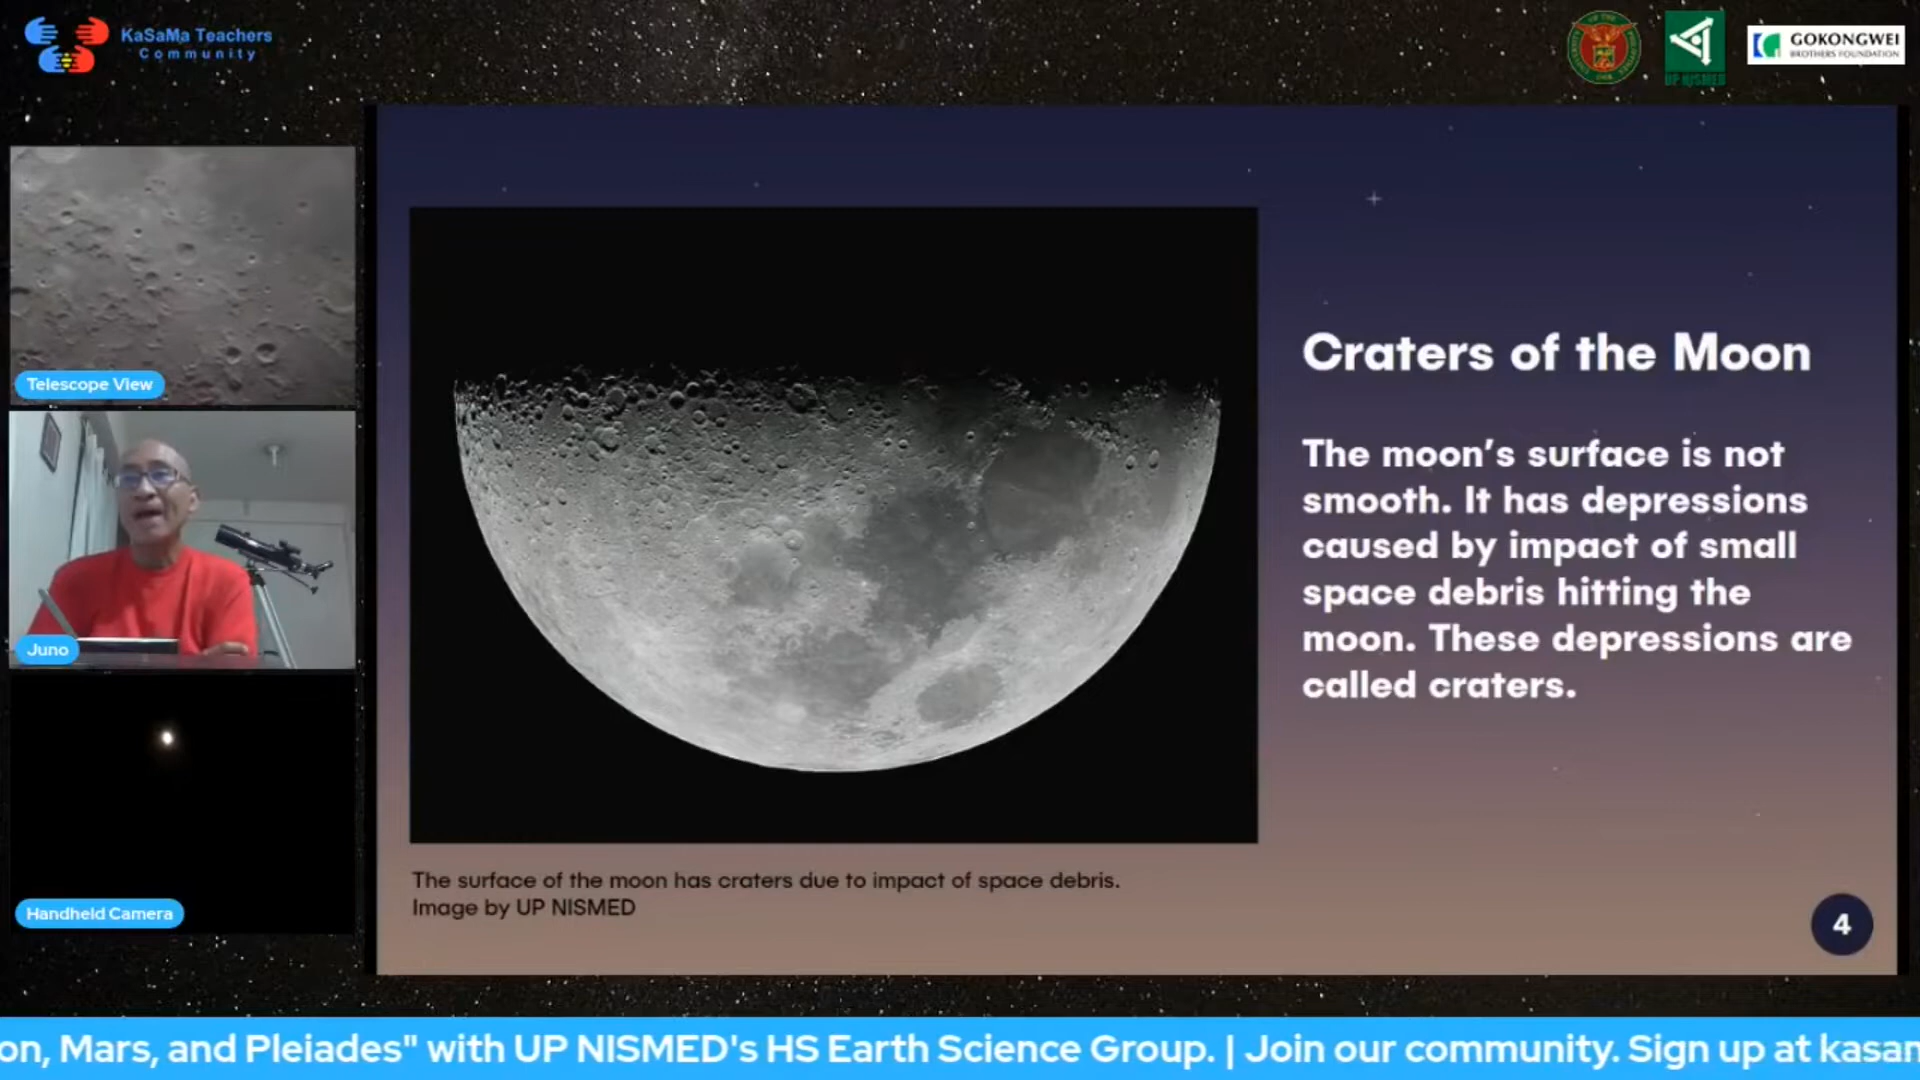 KaSaMa Teachers
Community
UP NISMED
GOKONGWEI
BROTHERS FOUNDATION
Telescope View
Juno
Handheld Camera
Craters of the Moon
The moon's surface is not
smooth. It has depressions
caused by impact of small
space debris hitting the
moon. These depressions are
called craters.
The surface of the moon has craters due to impact of space debris.
Image by UP NISMED
4
on, Mars, and Pleiades" with UP NISMED's HS Earth Science Group. | Join our community. Sign up at kasam